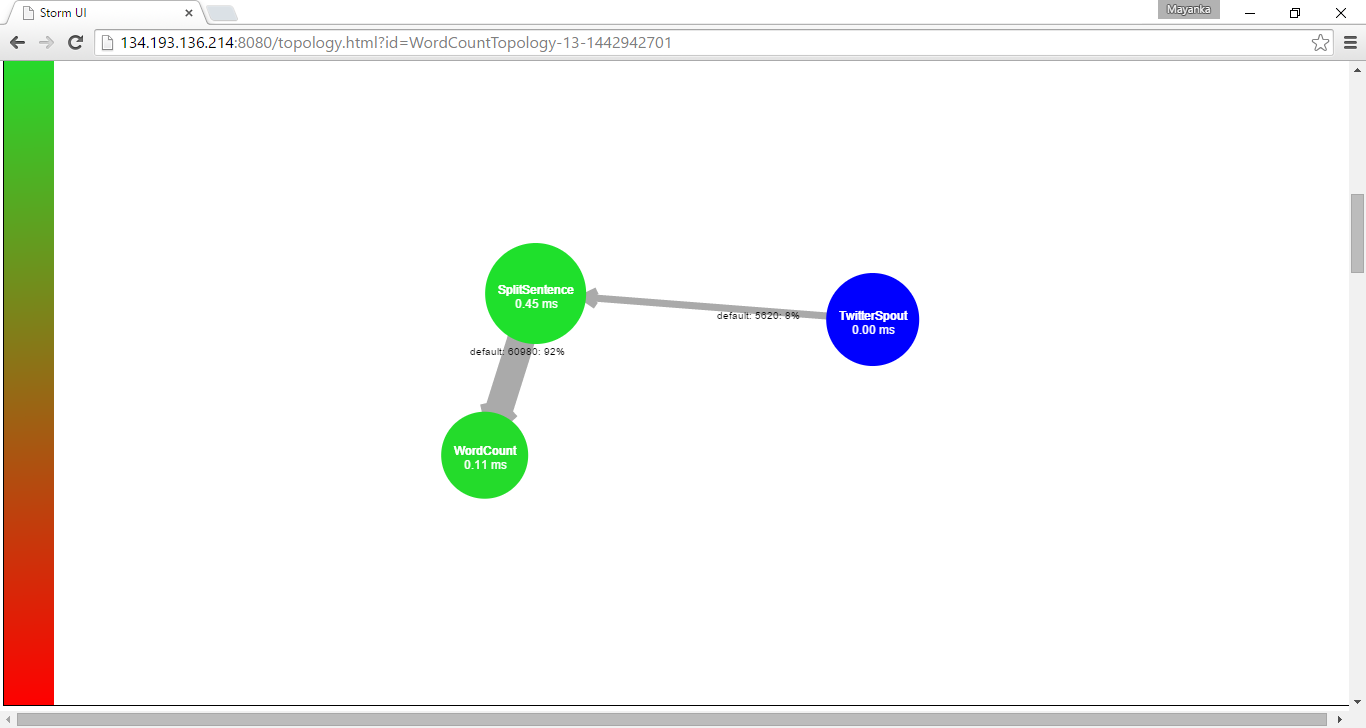 Storm UI
Mayanka
134.193.136.214:8080/topology.html?id=WordCountTopology-13-1442942701
SplitSentence
0.45 ms
default: 5620: 8%
TwitterSpout
0.00 ms
default: 60980: 92%
WordCount
0.11 ms